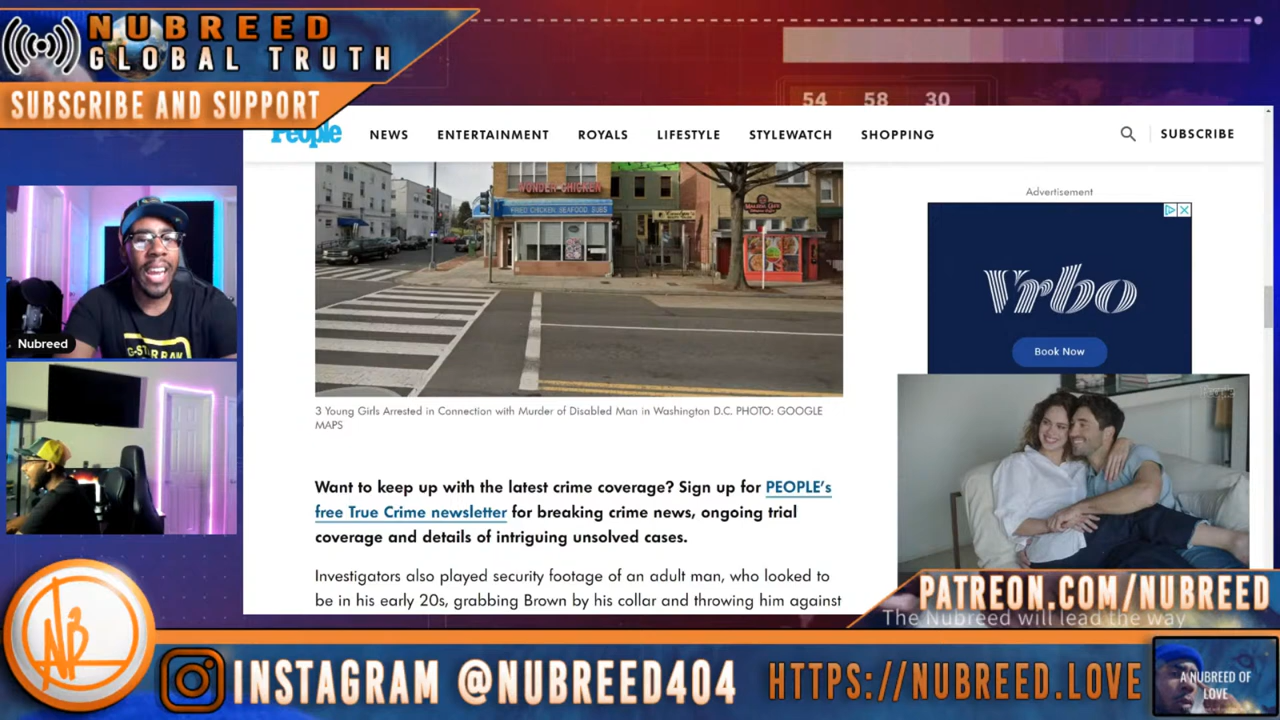 NUBREED
GLOBAL TRUTH
SUBSCRIBE AND SUPPORT
54 58 30
People
NEWS ENTERTAINMENT ROYALS LIFESTYLE STYLEWATCH SHOPPING
SUBSCRIBE
Advertisement
WONDER CHICKEN
FRIED CHICKEN SEAFOOD SUBS
Vrbo
Book Now
People
Nubreed
G-STAR RAW
3 Young Girls Arrested in Connection with Murder of Disabled Man in Washington D.C. PHOTO: GOOGLE
MAPS
Want to keep up with the latest crime coverage? Sign up for PEOPLE's
free True Crime newsletter for breaking crime news, ongoing trial
coverage and details of intriguing unsolved cases.
Investigators also played security footage of an adult man, who looked to
be in his early 20s, grabbing Brown by his collar and throwing him against
PATREON.COM/NUBREED
The Nubreed will lead the way
NB
INSTAGRAM @NUBREED404
HTTPS://NUBREED.LOVE
A NUBREED OF
LOVE